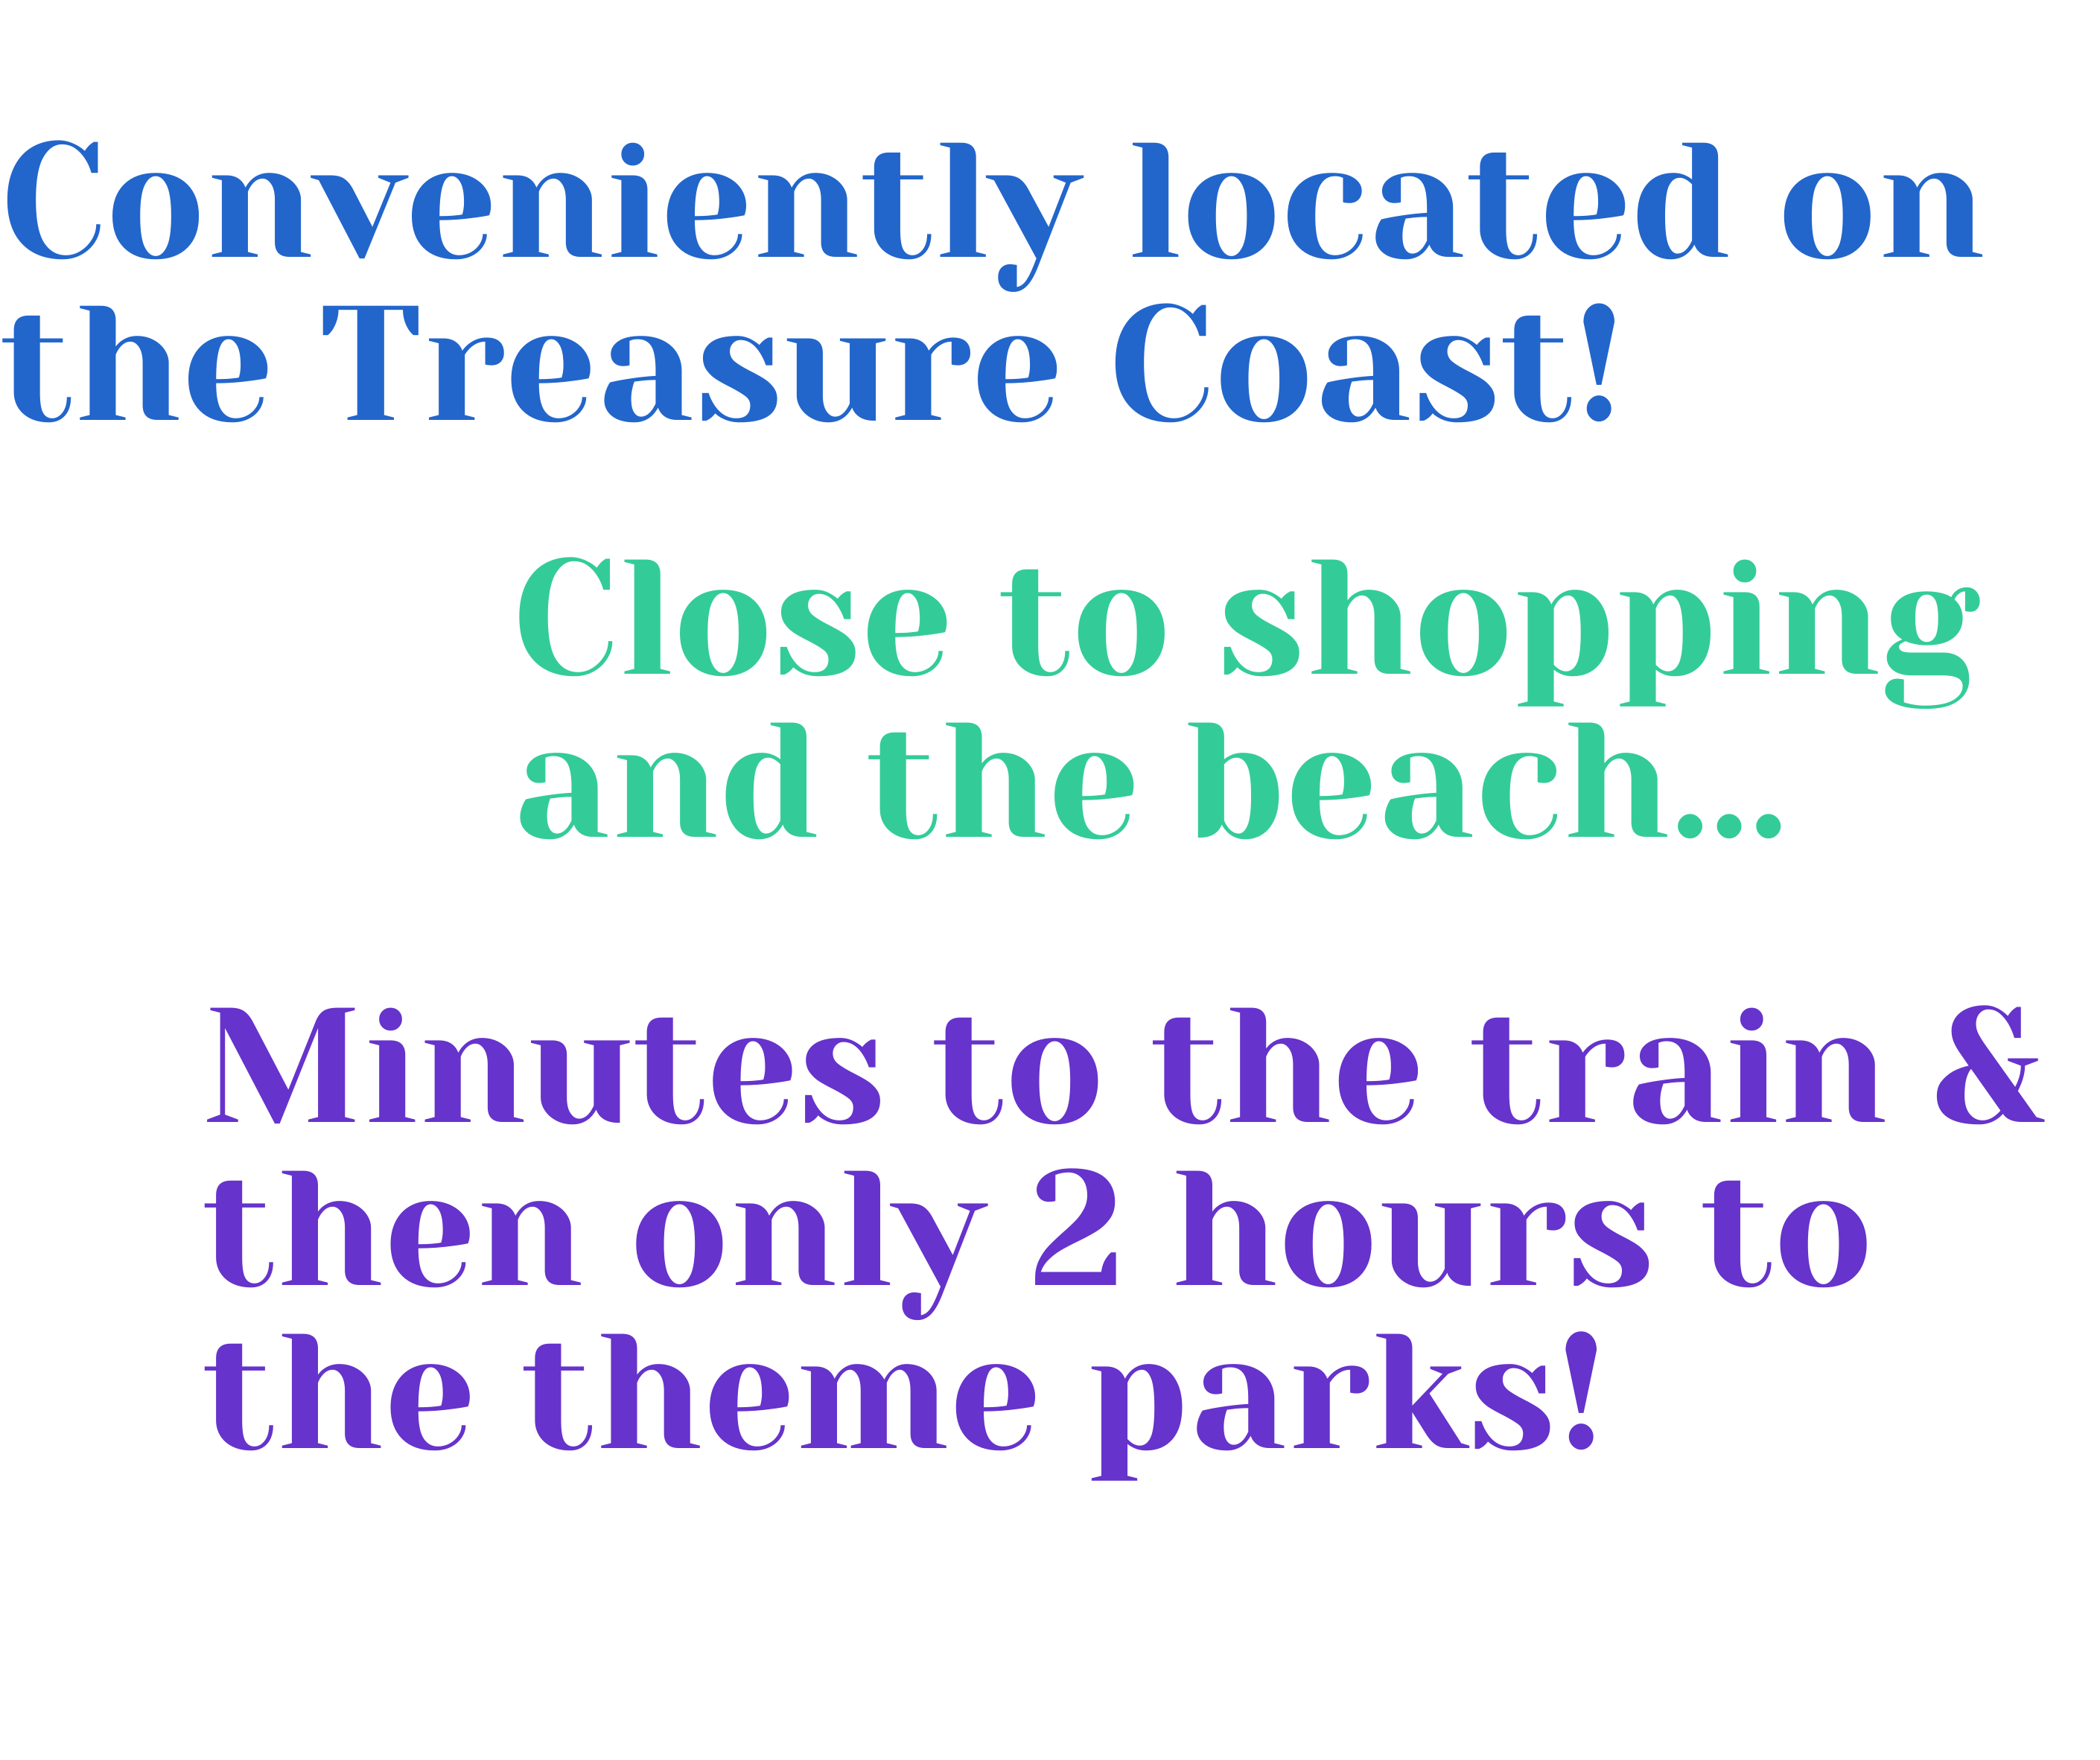 Conveniently located on
the Treasure Coast!
Close to shopping
and the beach...
Minutes to the train &
then only 2 hours to
the theme parks!